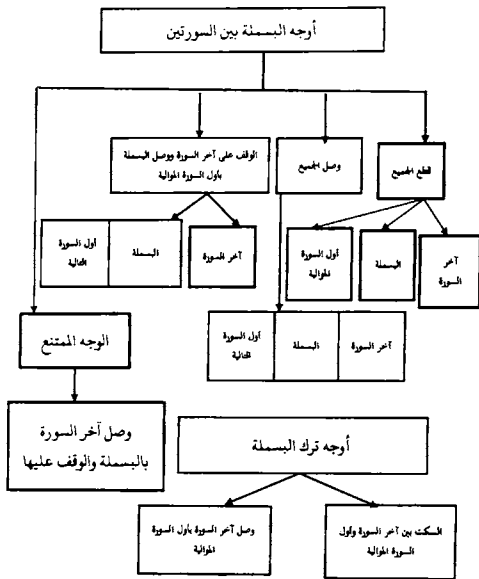 أوجه البسملة بين السورتين
قطع الجميع
وصل الجميع
الوقف على آخر السورة ووصل البسملة
بأول السورة الموالية
آخر
السورة
البسملة
أول السورة
الموالية
آخر السورة
البسملة
أول السورة
التالية
آخر السورة
البسملة
أول السورة
التالية
الوجه الممتنع
وصل آخر السورة
بالبسملة والوقف عليها
أوجه ترك البسملة
السكت بين آخر السورة وأول
السورة الموالية
وصل آخر السورة بأول السورة
الموالية